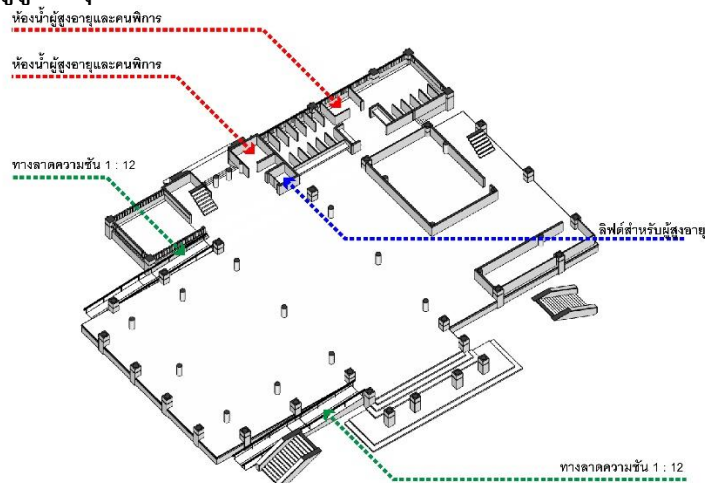 ห้องน้ำผู้สูงอายุและคนพิการ
ห้องน้ำผู้สูงอายุและคนพิการ
ทางลาดความชัน 1 : 12
ลิฟต์สำหรับผู้สูงอายุ
ทางลาดความชัน 1 : 12